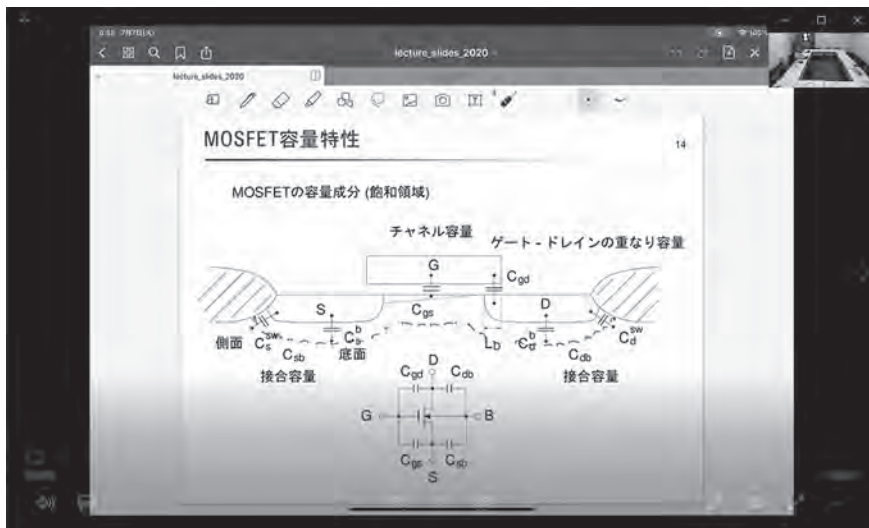 lecture_slides_2020
lecture_slides_2020
MOSFET容量特性
14
MOSFETの容量成分 (飽和領域)
チャネル容量
ゲート - ドレインの重なり容量
G
Cgd
S
D
Cgs
側面
Cs sw
Cs b
底面
Lb
Cd b
Cd sw
Csb
Cdb
接合容量
接合容量
D
Cgd
Cdb
G
B
Cgs
Csb
S